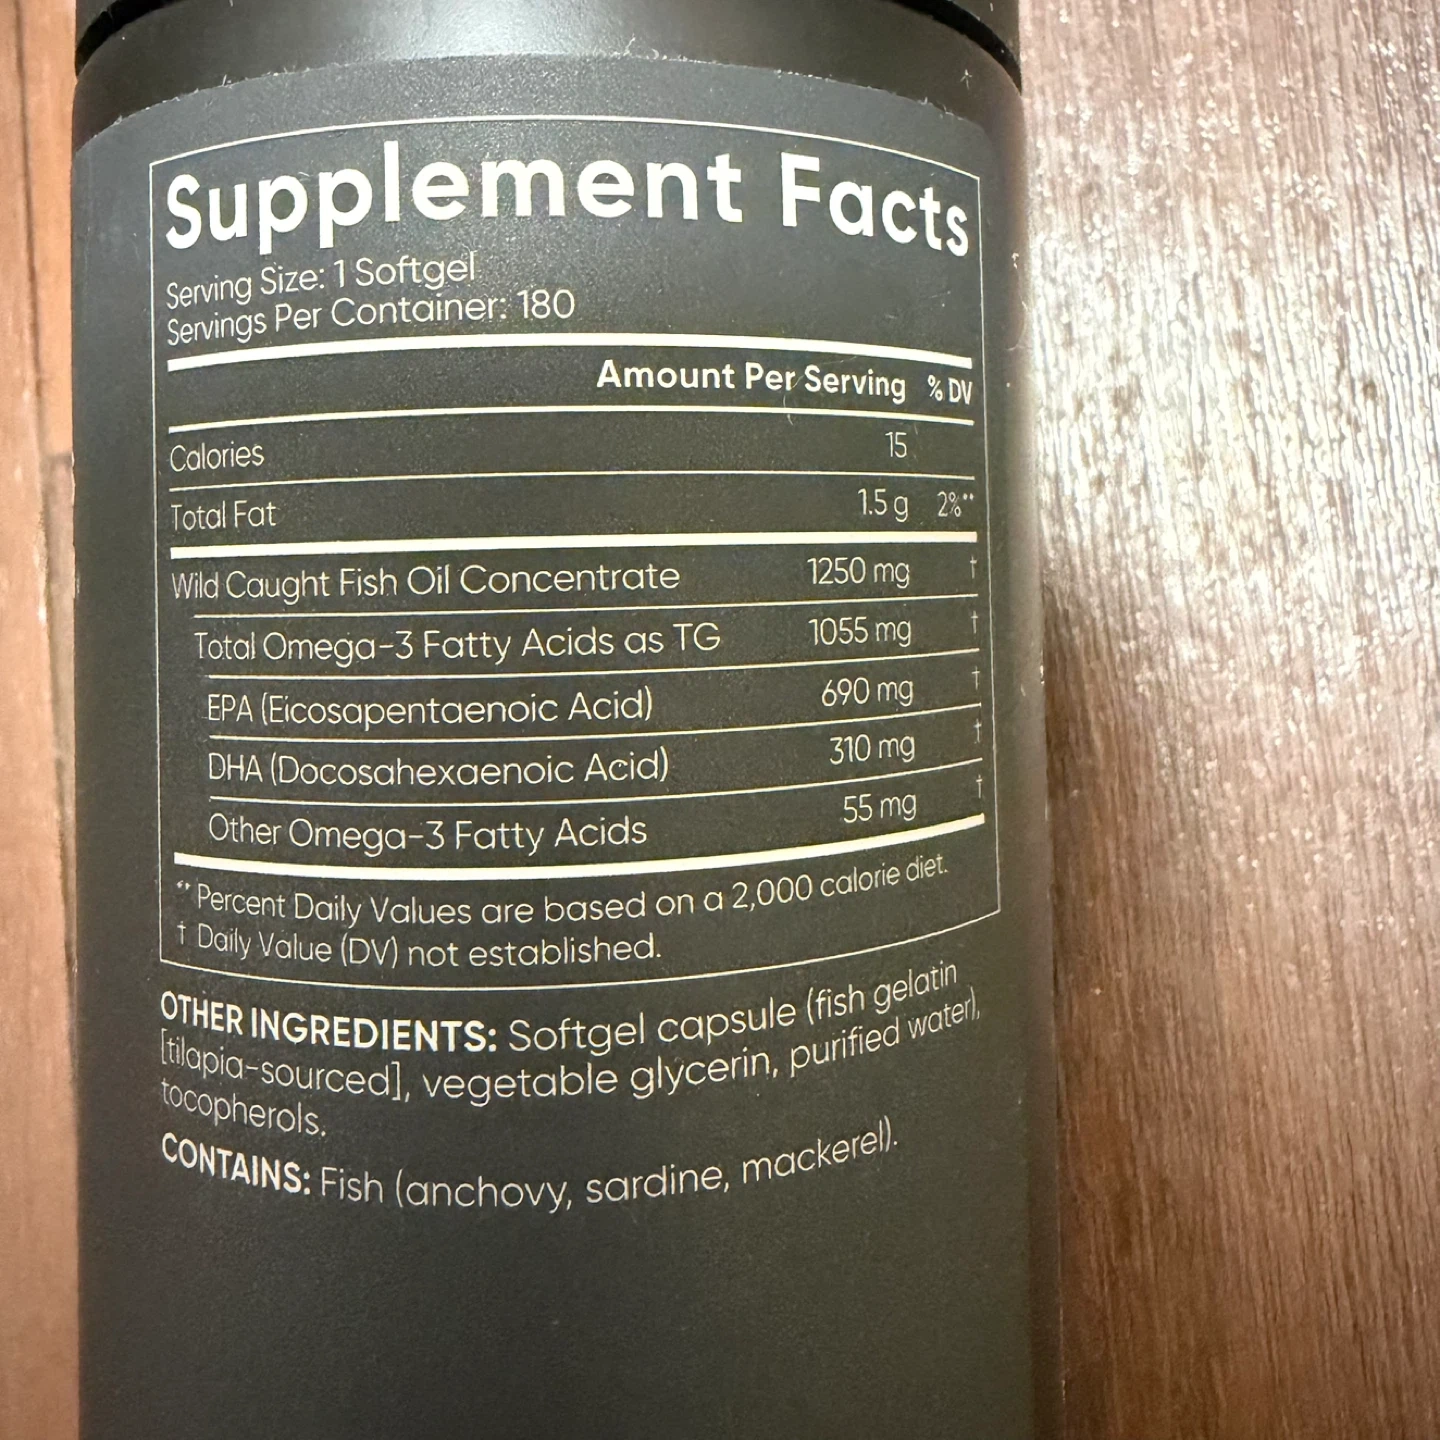 Supplement Facts
Serving Size: 1 Softgel
Servings Per Container: 180
Amount Per Serving % DV
Calories 15
Total Fat 1.5 g 2%**
Wild Caught Fish Oil Concentrate 1250 mg †
Total Omega-3 Fatty Acids as TG 1055 mg †
EPA (Eicosapentaenoic Acid) 690 mg †
DHA (Docosahexaenoic Acid) 310 mg †
Other Omega-3 Fatty Acids 55 mg †
** Percent Daily Values are based on a 2,000 calorie diet.
† Daily Value (DV) not established.
OTHER INGREDIENTS: Softgel capsule (fish gelatin
[tilapia-sourced], vegetable glycerin, purified water),
tocopherols.
CONTAINS: Fish (anchovy, sardine, mackerel).